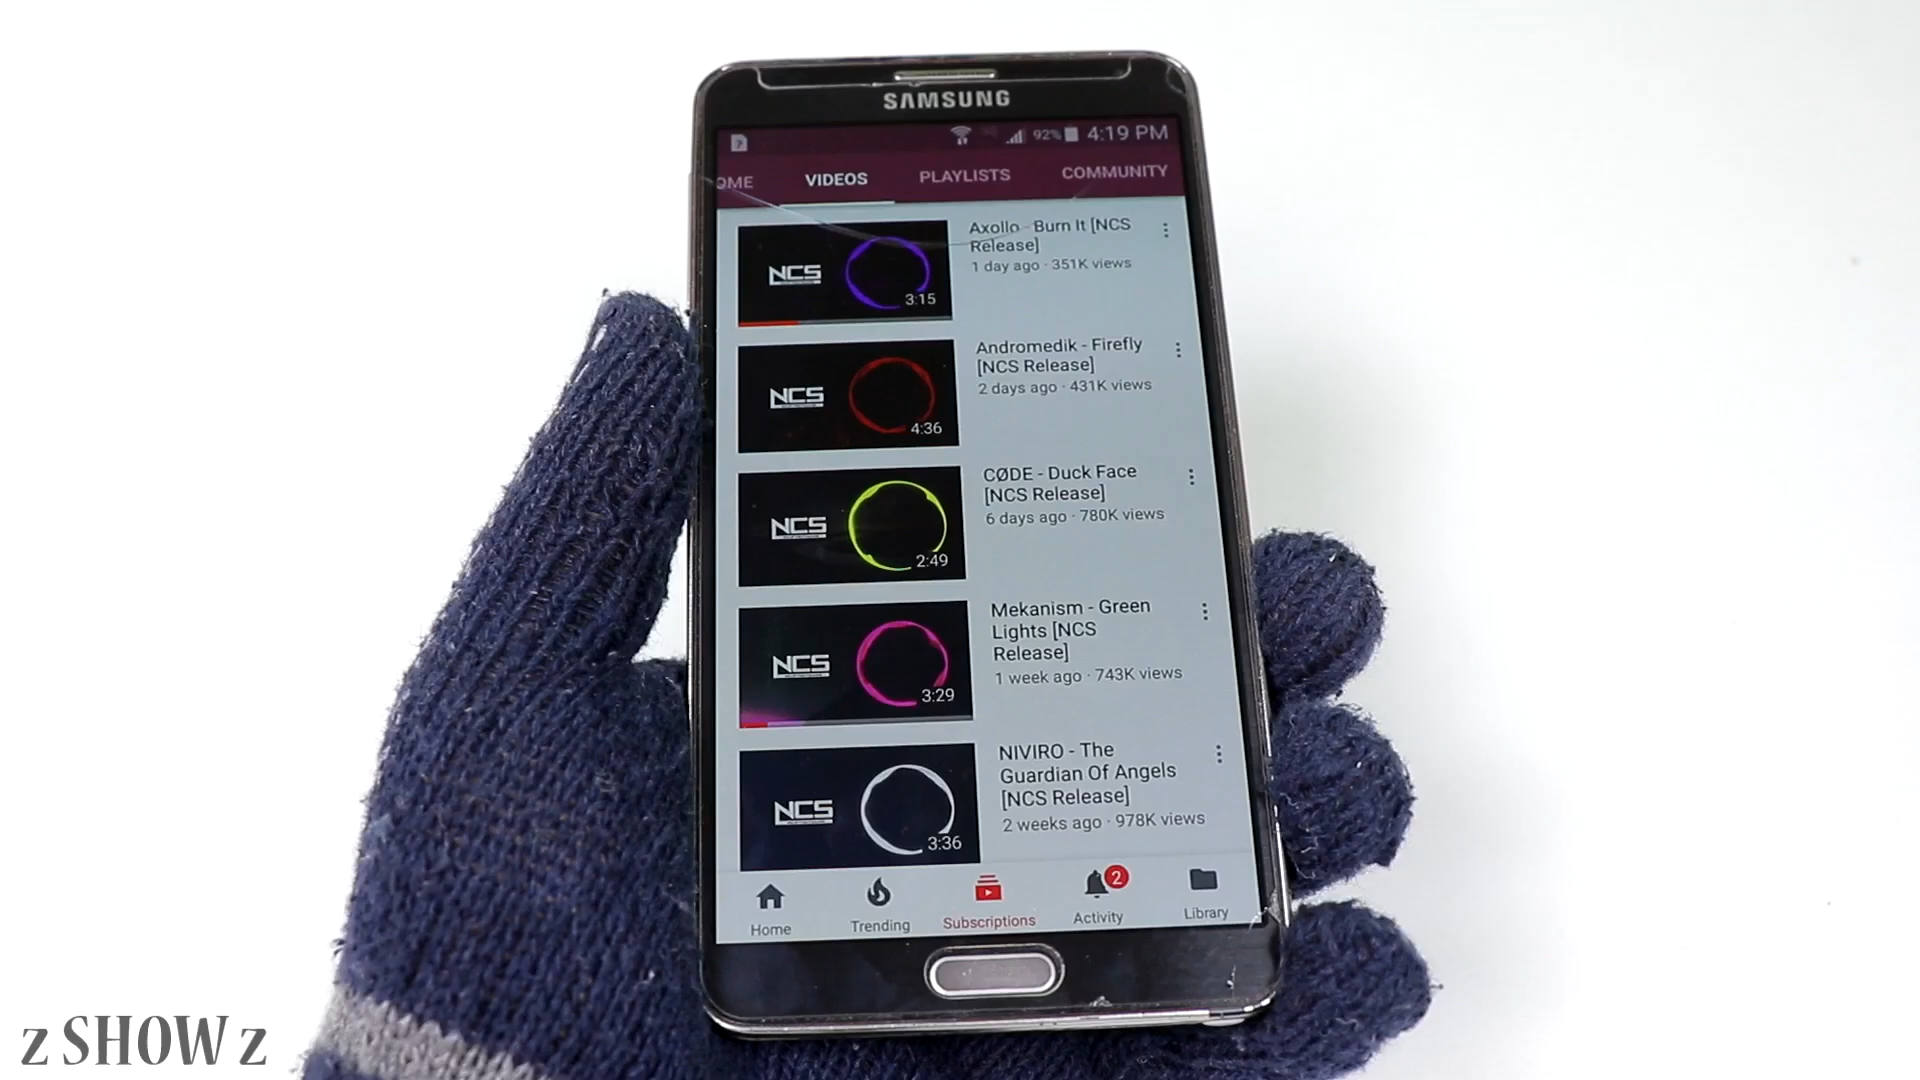 SAMSUNG
92% 4:19 PM
OME VIDEOS PLAYLISTS COMMUNITY
NCS
3:15
Axollo - Burn It [NCS
Release]
1 day ago · 351K views
NCS
4:36
Andromedik - Firefly
[NCS Release]
2 days ago · 431K views
NCS
2:49
CØDE - Duck Face
[NCS Release]
6 days ago · 780K views
NCS
3:29
Mekanism - Green
Lights [NCS
Release]
1 week ago · 743K views
NCS
3:36
NIVIRO - The
Guardian Of Angels
[NCS Release]
2 weeks ago · 978K views
2
Home Trending Subscriptions Activity Library
z SHOW z